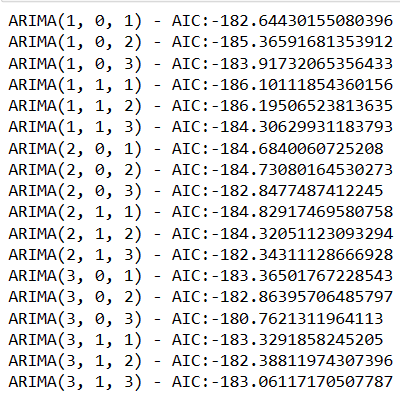 ARIMA(1, 0, 1) - AIC:-182.64430155080396
ARIMA(1, 0, 2) - AIC:-185.36591681353912
ARIMA(1, 0, 3) - AIC:-183.91732065356433
ARIMA(1, 1, 1) - AIC:-186.10111854360156
ARIMA(1, 1, 2) - AIC:-186.19506523813635
ARIMA(1, 1, 3) - AIC:-184.30629931183793
ARIMA(2, 0, 1) - AIC:-184.6840060725208
ARIMA(2, 0, 2) - AIC:-184.73080164530273
ARIMA(2, 0, 3) - AIC:-182.8477487412245
ARIMA(2, 1, 1) - AIC:-184.82917469580758
ARIMA(2, 1, 2) - AIC:-184.32051123093294
ARIMA(2, 1, 3) - AIC:-182.34311128666928
ARIMA(3, 0, 1) - AIC:-183.36501767228543
ARIMA(3, 0, 2) - AIC:-182.86395706485797
ARIMA(3, 0, 3) - AIC:-180.7621311964113
ARIMA(3, 1, 1) - AIC:-183.3291858245205
ARIMA(3, 1, 2) - AIC:-182.38811974307396
ARIMA(3, 1, 3) - AIC:-183.06117170507787